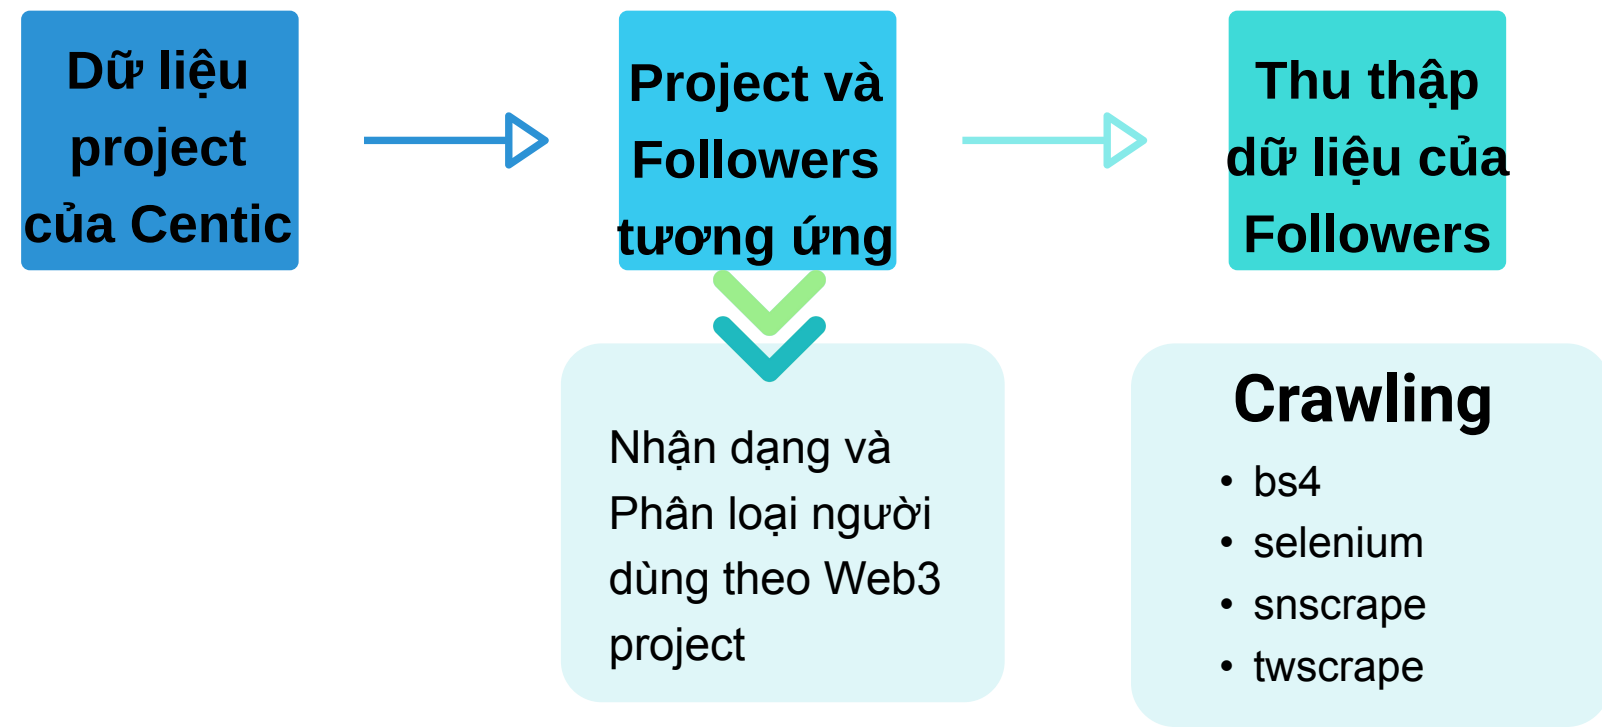 Dữ liệu
project
của Centic
Project và
Followers
tương ứng
Thu thập
dữ liệu của
Followers
Nhận dạng và
Phân loại người
dùng theo Web3
project
Crawling
• bs4
• selenium
• snscrape
• twscrape